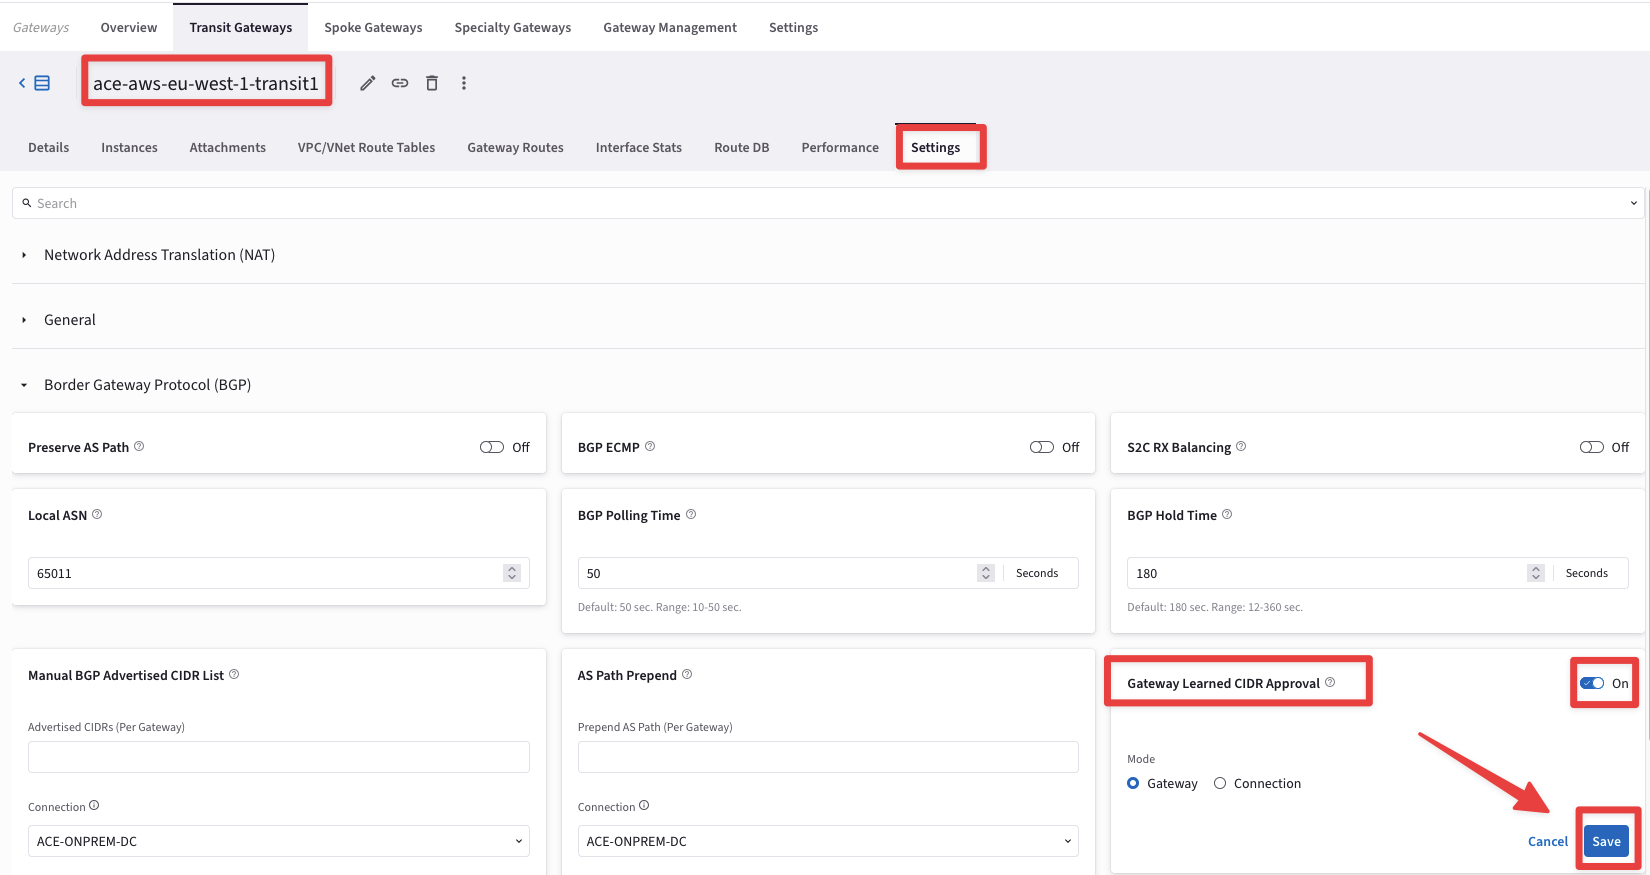 Gateways Overview Transit Gateways Spoke Gateways Specialty Gateways Gateway Management Settings
ace-aws-eu-west-1-transit1
Details Instances Attachments VPC/VNet Route Tables Gateway Routes Interface Stats Route DB Performance Settings
Search
Network Address Translation (NAT)
General
Border Gateway Protocol (BGP)
Preserve AS Path Off BGP ECMP Off S2C RX Balancing Off
Local ASN BGP Polling Time BGP Hold Time
65011 50 Seconds 180 Seconds
Default: 50 sec. Range: 10-50 sec. Default: 180 sec. Range: 12-360 sec.
Manual BGP Advertised CIDR List AS Path Prepend Gateway Learned CIDR Approval On
Advertised CIDRs (Per Gateway) Prepend AS Path (Per Gateway)
Mode
Gateway Connection
Connection Connection
ACE-ONPREM-DC ACE-ONPREM-DC Cancel Save